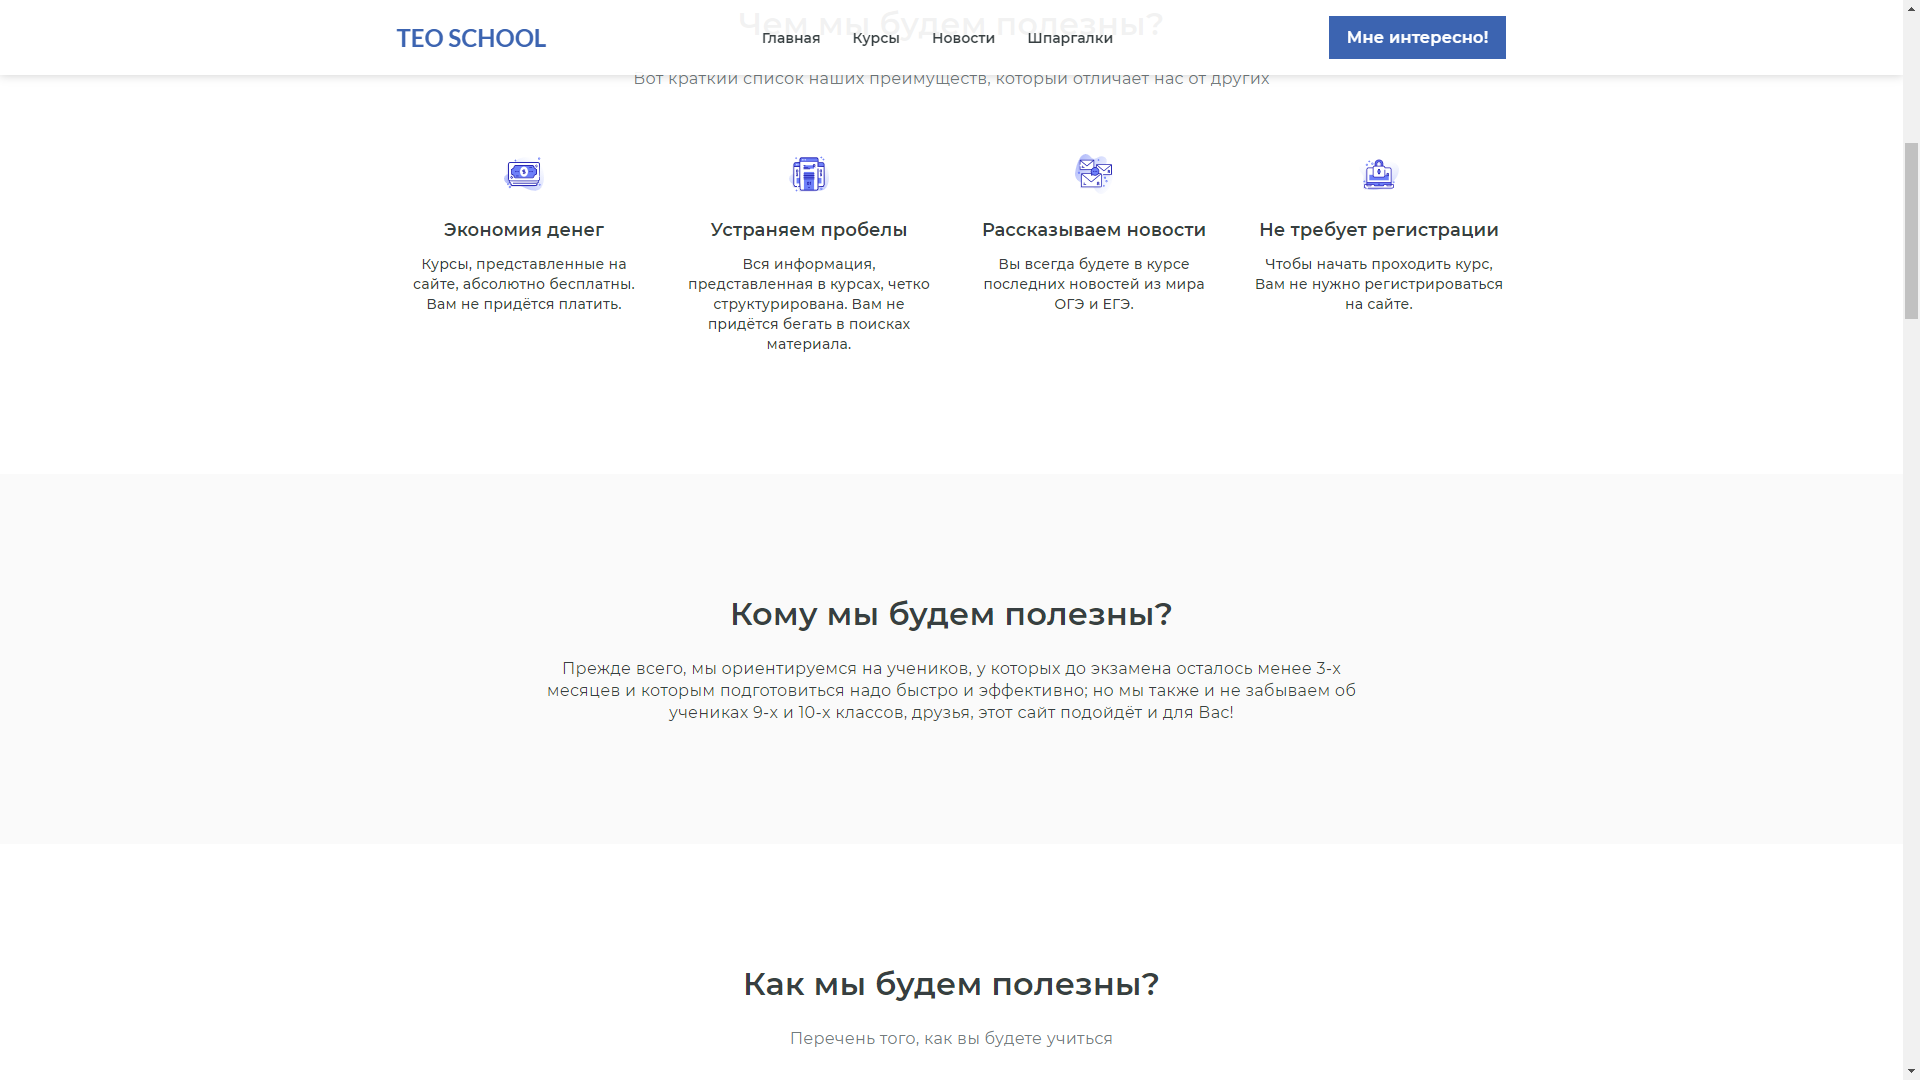 Чем мы будем полезны?
TEO SCHOOL
Главная
Курсы
Новости
Шпаргалки
Мне интересно!
Вот краткий список наших преимуществ, который отличает нас от других
Экономия денег
Курсы, представленные на
сайте, абсолютно бесплатны.
Вам не придётся платить.
Устраняем пробелы
Вся информация,
представленная в курсах, четко
структурирована. Вам не
придётся бегать в поисках
материала.
Рассказываем новости
Вы всегда будете в курсе
последних новостей из мира
ОГЭ и ЕГЭ.
Не требует регистрации
Чтобы начать проходить курс,
Вам не нужно регистрироваться
на сайте.
Кому мы будем полезны?
Прежде всего, мы ориентируемся на учеников, у которых до экзамена осталось менее 3-х
месяцев и которым подготовиться надо быстро и эффективно; но мы также и не забываем об
учениках 9-х и 10-х классов, друзья, этот сайт подойдёт и для Вас!
Как мы будем полезны?
Перечень того, как вы будете учиться